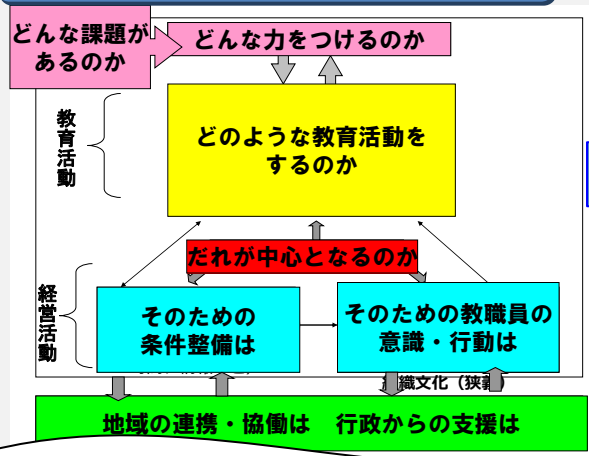 どんな課題が
あるのか
どんな力をつけるのか
教育活動
どのような教育活動を
するのか
だれが中心となるのか
経営活動
そのための
条件整備は
そのための教職員の
意識・行動は
織文化（狭義）
地域の連携・協働は　行政からの支援は